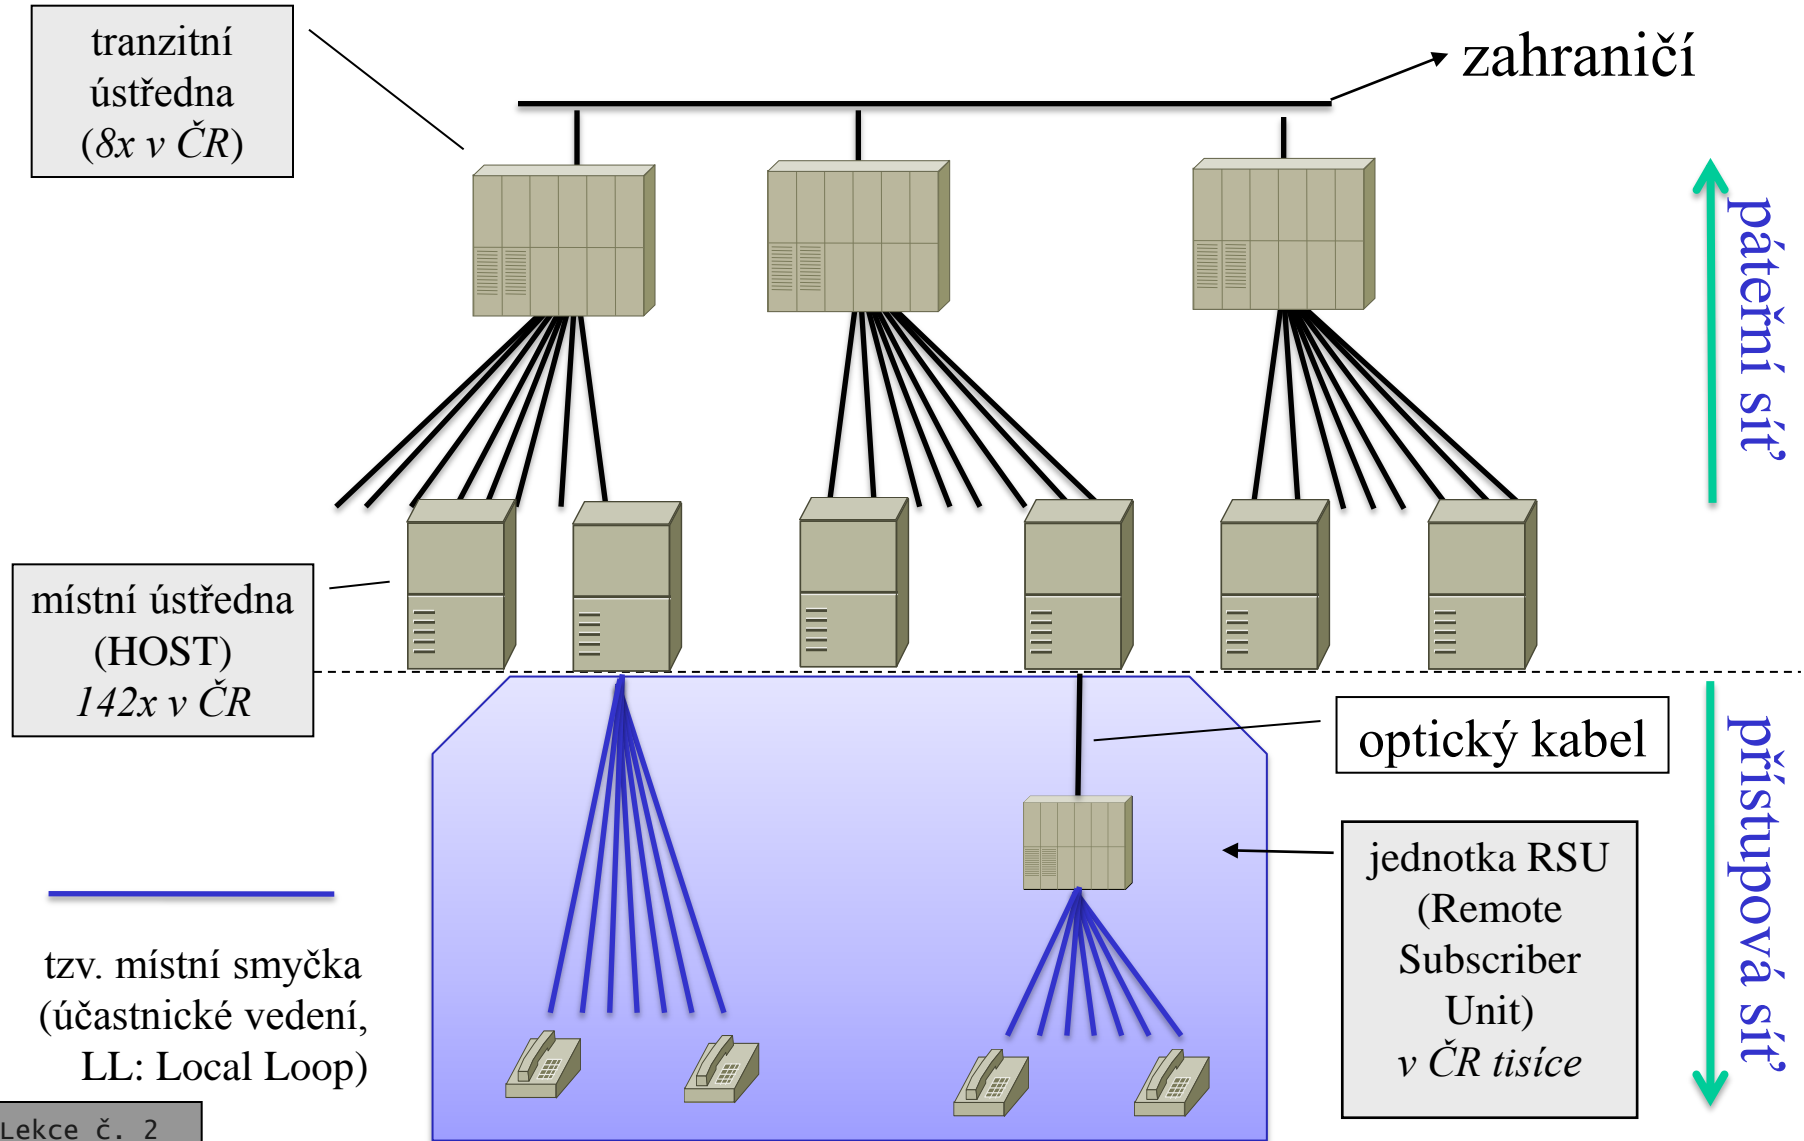 tranzitní
ústředna
(8x v ČR)
zahraničí
páteřní síť
místní ústředna
(HOST)
142x v ČR
optický kabel
přístupová síť
jednotka RSU
(Remote
Subscriber
Unit)
v ČR tisíce
tzv. místní smyčka
(účastnické vedení,
LL: Local Loop)
Lekce č. 2